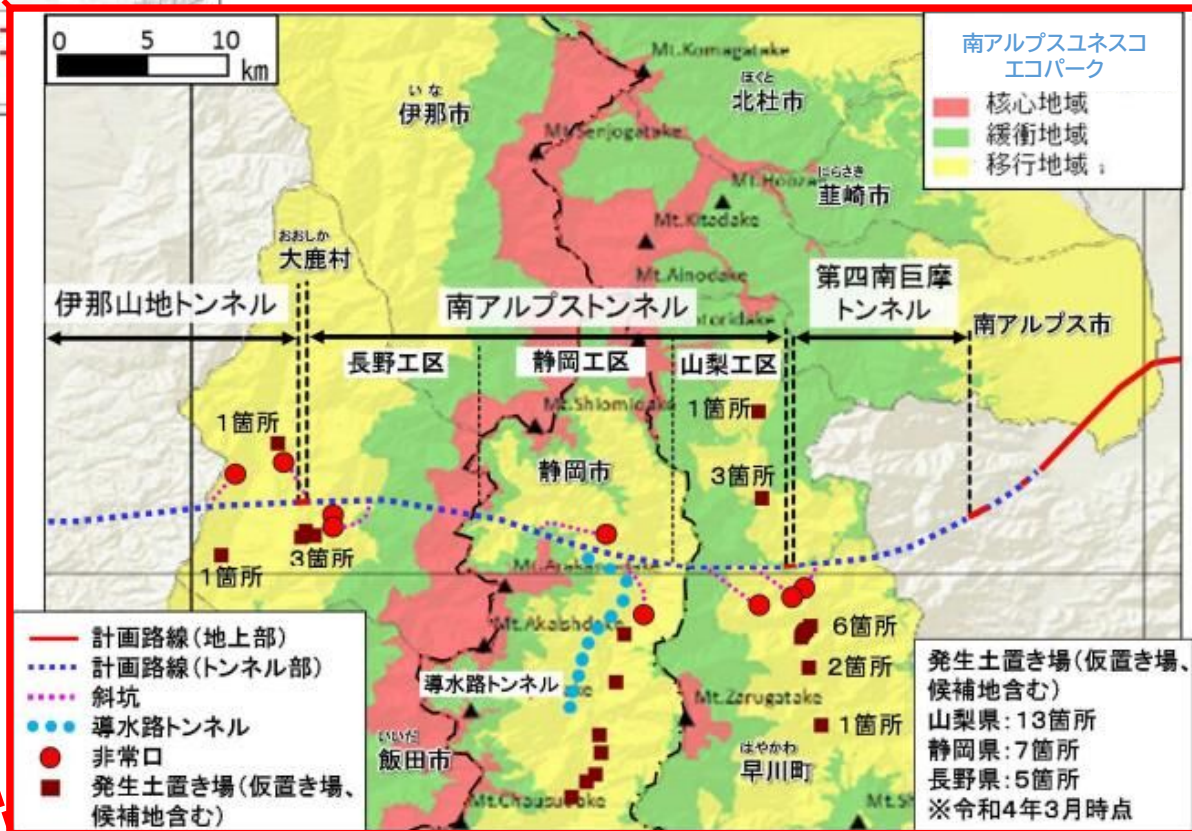 0 5 10
km
Mt.Komagatake
南アルプスユネスコ
エコパーク
核心地域
緩衝地域
移行地域
いな
伊那市
ほくと
北杜市
Mt.Senjogatake
にらさき
韮崎市
Mt.Kitadake
Mt.Ainodake
おおしか
大鹿村
伊那山地トンネル
南アルプストンネル
第四南巨摩
トンネル
南アルプス市
長野工区
静岡工区
山梨工区
Mt.Shiomidake
1箇所
1箇所
静岡市
3箇所
3箇所
1箇所
Mt.Akaishidake
6箇所
2箇所
導水路トンネル
Mt.Zarugatake
1箇所
いいだ
飯田市
はやかわ
早川町
Mt.Chausudake
計画路線(地上部)
計画路線(トンネル部)
斜坑
導水路トンネル
非常口
発生土置き場(仮置き場、
候補地含む)
発生土置き場(仮置き場、
候補地含む)
山梨県:13箇所
静岡県:7箇所
長野県:5箇所
※令和4年3月時点